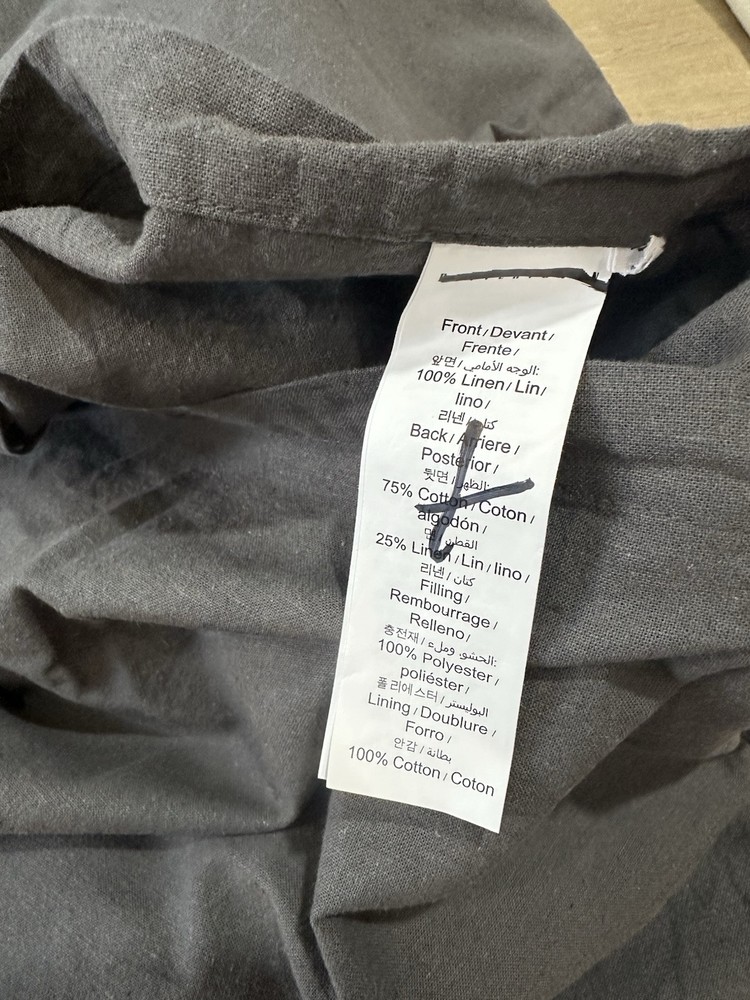 Front / Devant /
Frente /
앞면 / الوجه الأمامي:
100% Linen / Lin /
lino /
리넨 / كتان
Back / Arriere /
Posterior /
뒷면 / الظهر:
75% Cotton / Coton /
algodón /
면 / القطن
25% Linen / Lin / lino /
리넨 / كتان
Filling /
Rembourrage /
Relleno /
충전재 / الحشو: وملء:
100% Polyester /
poliéster /
폴리에스터 / البوليستر
Lining / Doublure /
Forro /
안감 / بطانة
100% Cotton / Coton